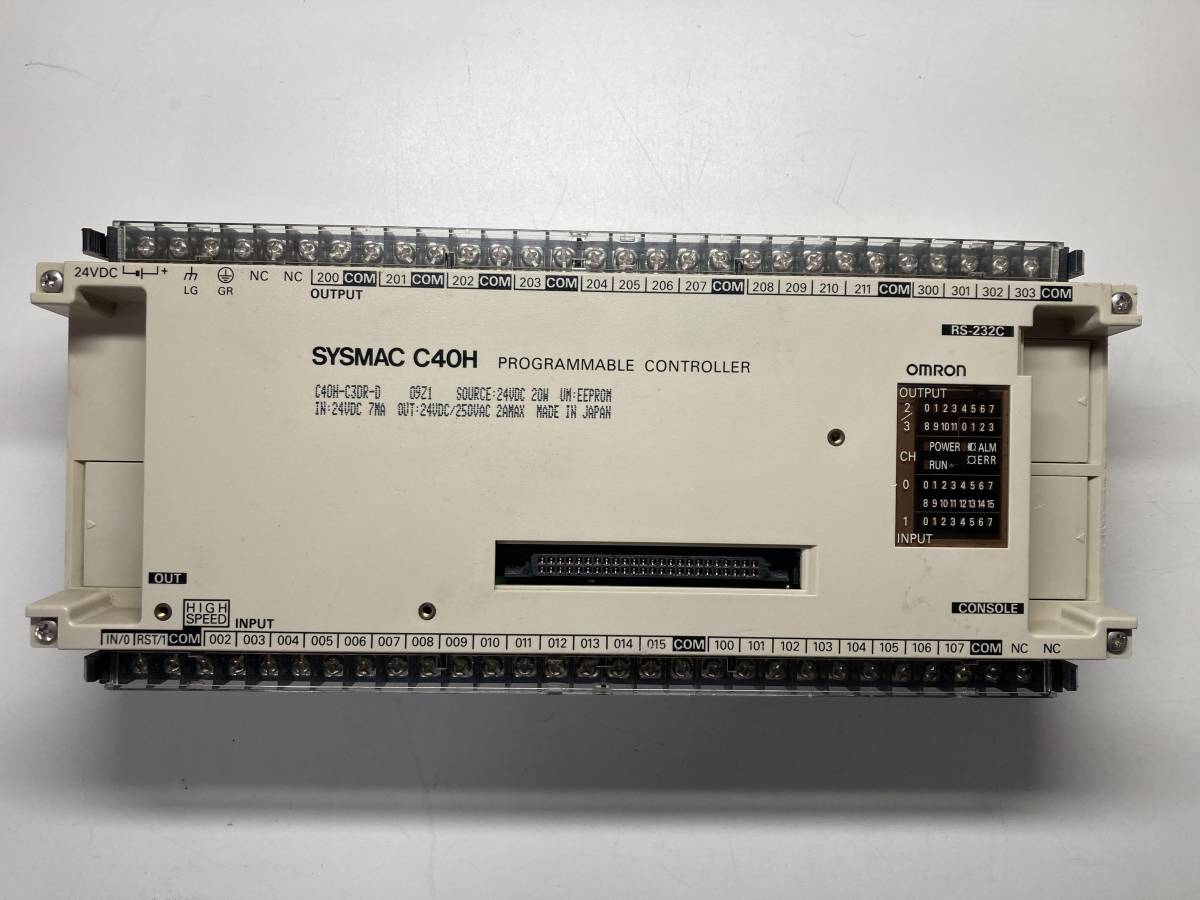 24VDC + LG GR NC NC 200 COM 201 COM 202 COM 203 COM 204 205 206 207 COM 208 209 210 211 COM 300 301 302 303 COM
OUTPUT
RS-232C
SYSMAC C40H PROGRAMMABLE CONTROLLER
C40H-C3DR-D 09Z1 SOURCE:24VDC 20W UM:EEPROM
IN:24VDC 7MA OUT:24VDC/250VAC 2AMAX MADE IN JAPAN
OMRON
OUTPUT
2/3 0 1 2 3 4 5 6 7
8 9 10 11 0 1 2 3
CH POWER ALM
RUN ERR
0 0 1 2 3 4 5 6 7
8 9 10 11 12 13 14 15
1 0 1 2 3 4 5 6 7
INPUT
OUT
HIGH SPEED
INPUT
CONSOLE
IN/0 RST/1 COM 002 003 004 005 006 007 008 009 010 011 012 013 014 015 COM 100 101 102 103 104 105 106 107 COM NC NC